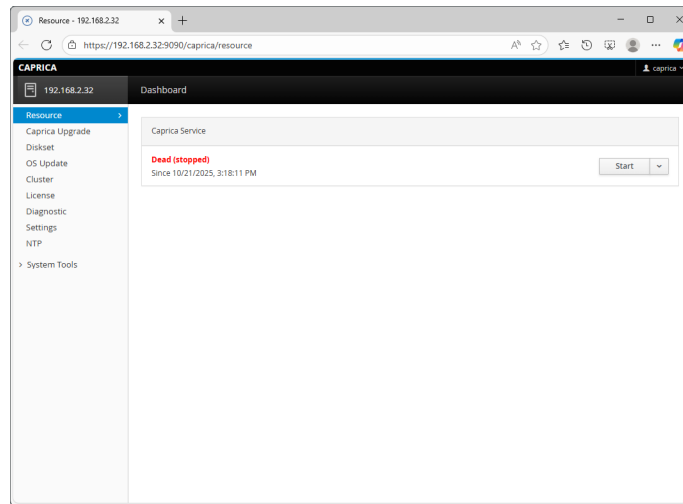 Resource - 192.168.2.32
https://192.168.2.32:9090/caprica/resource
CAPRICA
caprica
192.168.2.32
Dashboard
Resource
Caprica Upgrade
Diskset
OS Update
Cluster
License
Diagnostic
Settings
NTP
System Tools
Caprica Service
Dead (stopped)
Since 10/21/2025, 3:18:11 PM
Start